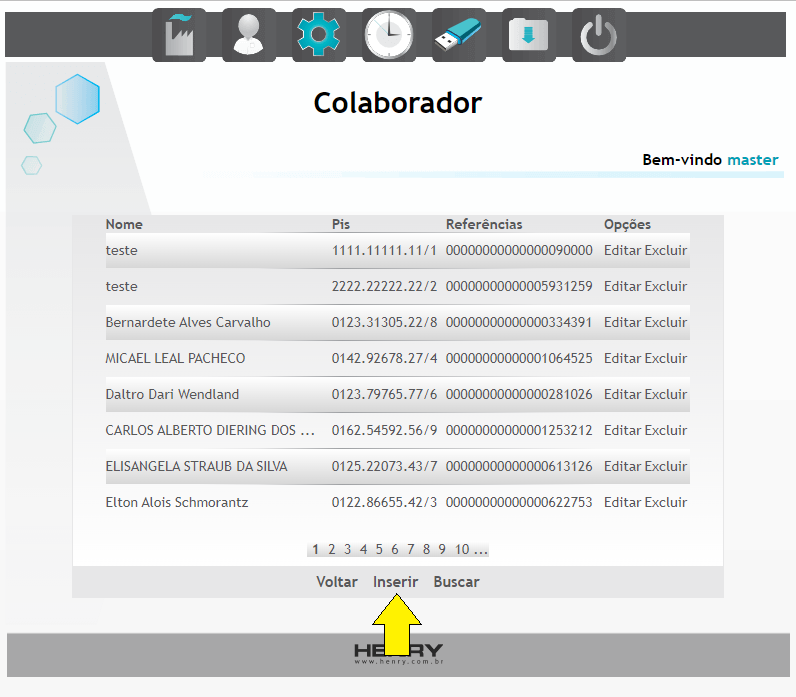 Colaborador
Bem-vindo master
Nome Pis Referências Opções
teste 1111.11111.11/1 00000000000000090000 Editar Excluir
teste 2222.22222.22/2 00000000000005931259 Editar Excluir
Bernardete Alves Carvalho 0123.31305.22/8 00000000000000334391 Editar Excluir
MICAEL LEAL PACHECO 0142.92678.27/4 00000000000001064525 Editar Excluir
Daltro Dari Wendland 0123.79765.77/6 00000000000000281026 Editar Excluir
CARLOS ALBERTO DIERING DOS ... 0162.54592.56/9 00000000000001253212 Editar Excluir
ELISANGELA STRAUB DA SILVA 0125.22073.43/7 00000000000000613126 Editar Excluir
Elton Alois Schmorantz 0122.86655.42/3 00000000000000622753 Editar Excluir
1 2 3 4 5 6 7 8 9 10 ...
Voltar Inserir Buscar
HENRY
www.henry.com.br